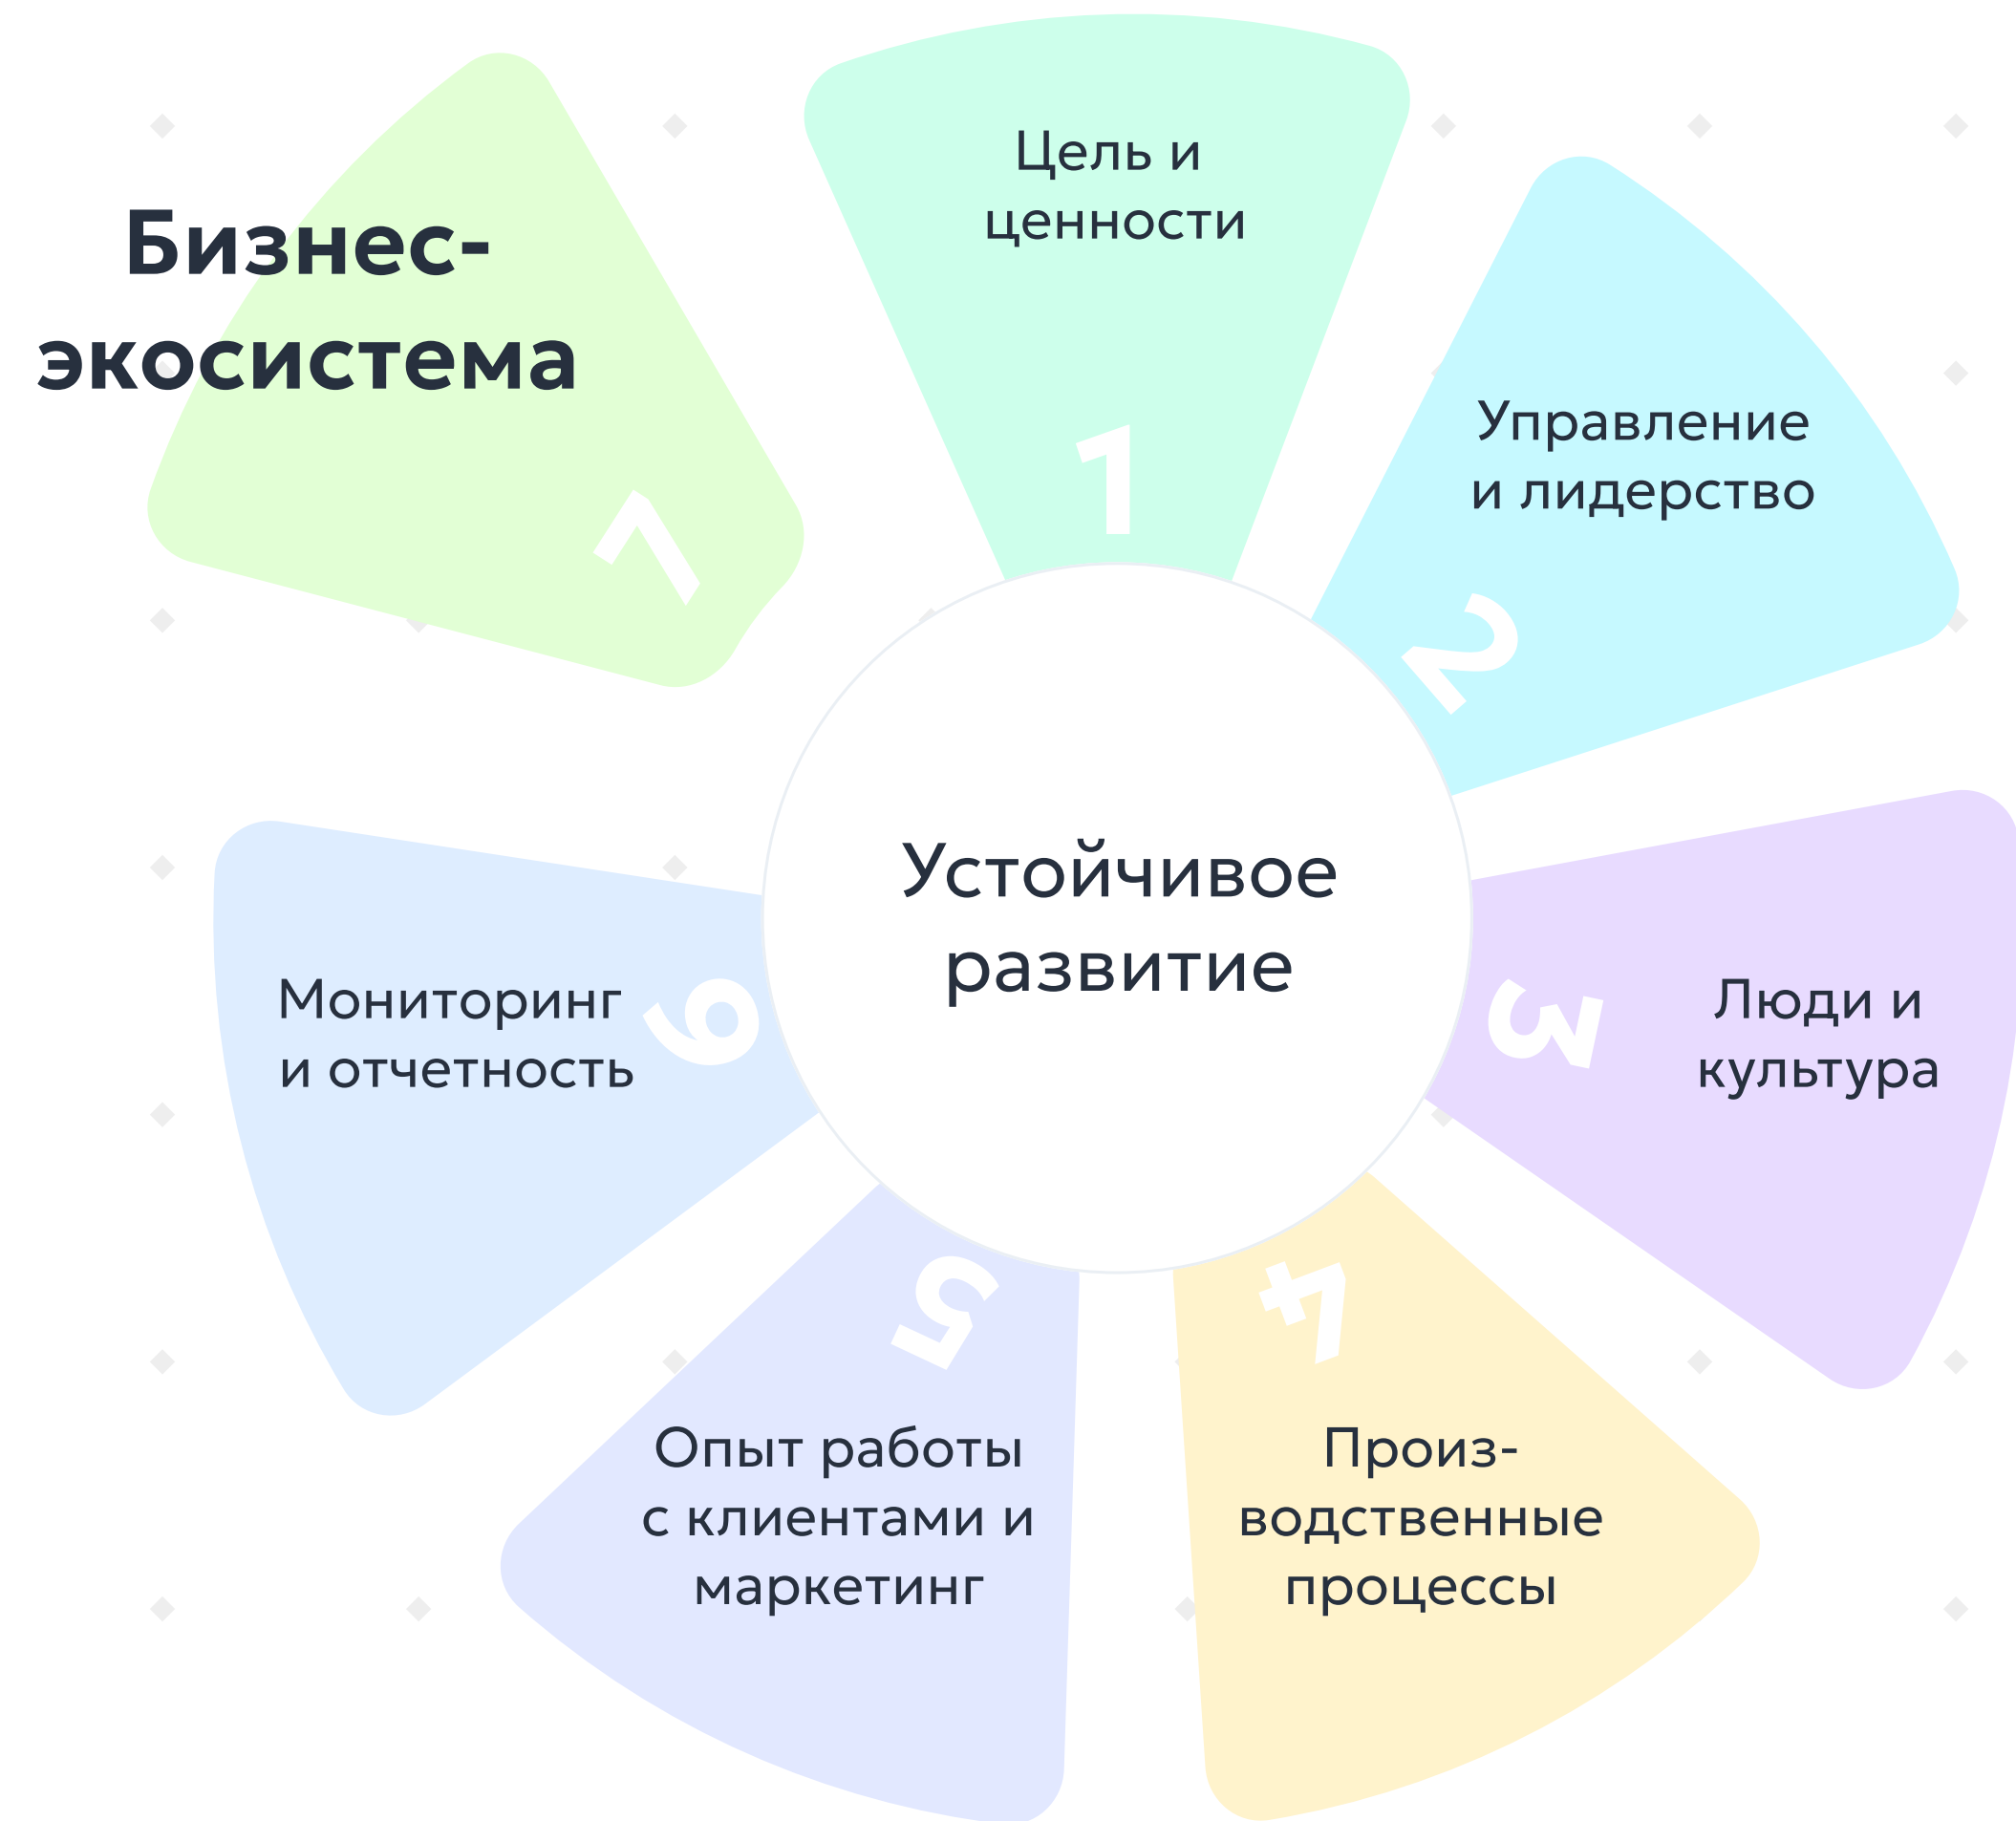 Цель и
ценности
1
Управление
и лидерство
2
Люди и
культура
3
Произ-
водственные
процессы
4
Опыт работы
с клиентами и
маркетинг
5
Мониторинг
и отчетность
6
Бизнес-
экосистема
7
Устойчивое
развитие